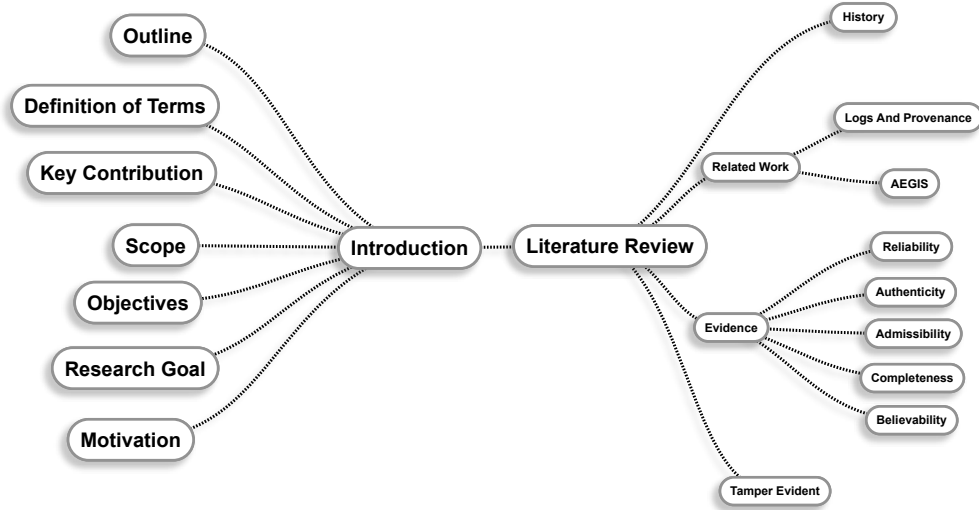 Outline
Definition of Terms
Key Contribution
Scope
Objectives
Research Goal
Motivation
Introduction
Literature Review
History
Related Work
Logs And Provenance
AEGIS
Evidence
Reliability
Authenticity
Admissibility
Completeness
Believability
Tamper Evident